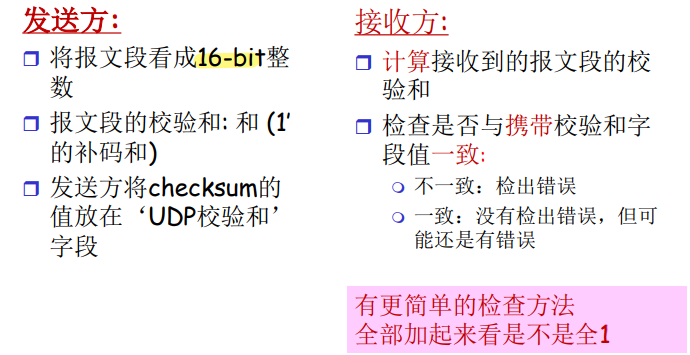 发送方:
将报文段看成16-bit整
数
报文段的校验和: 和 (1’
的补码和)
发送方将checksum的
值放在‘UDP校验和’
字段
接收方:
计算接收到的报文段的校
验和
检查是否与携带校验和字
段值一致:
不一致：检出错误
一致：没有检出错误，但可
能还是有错误
有更简单的检查方法
全部加起来看是不是全1